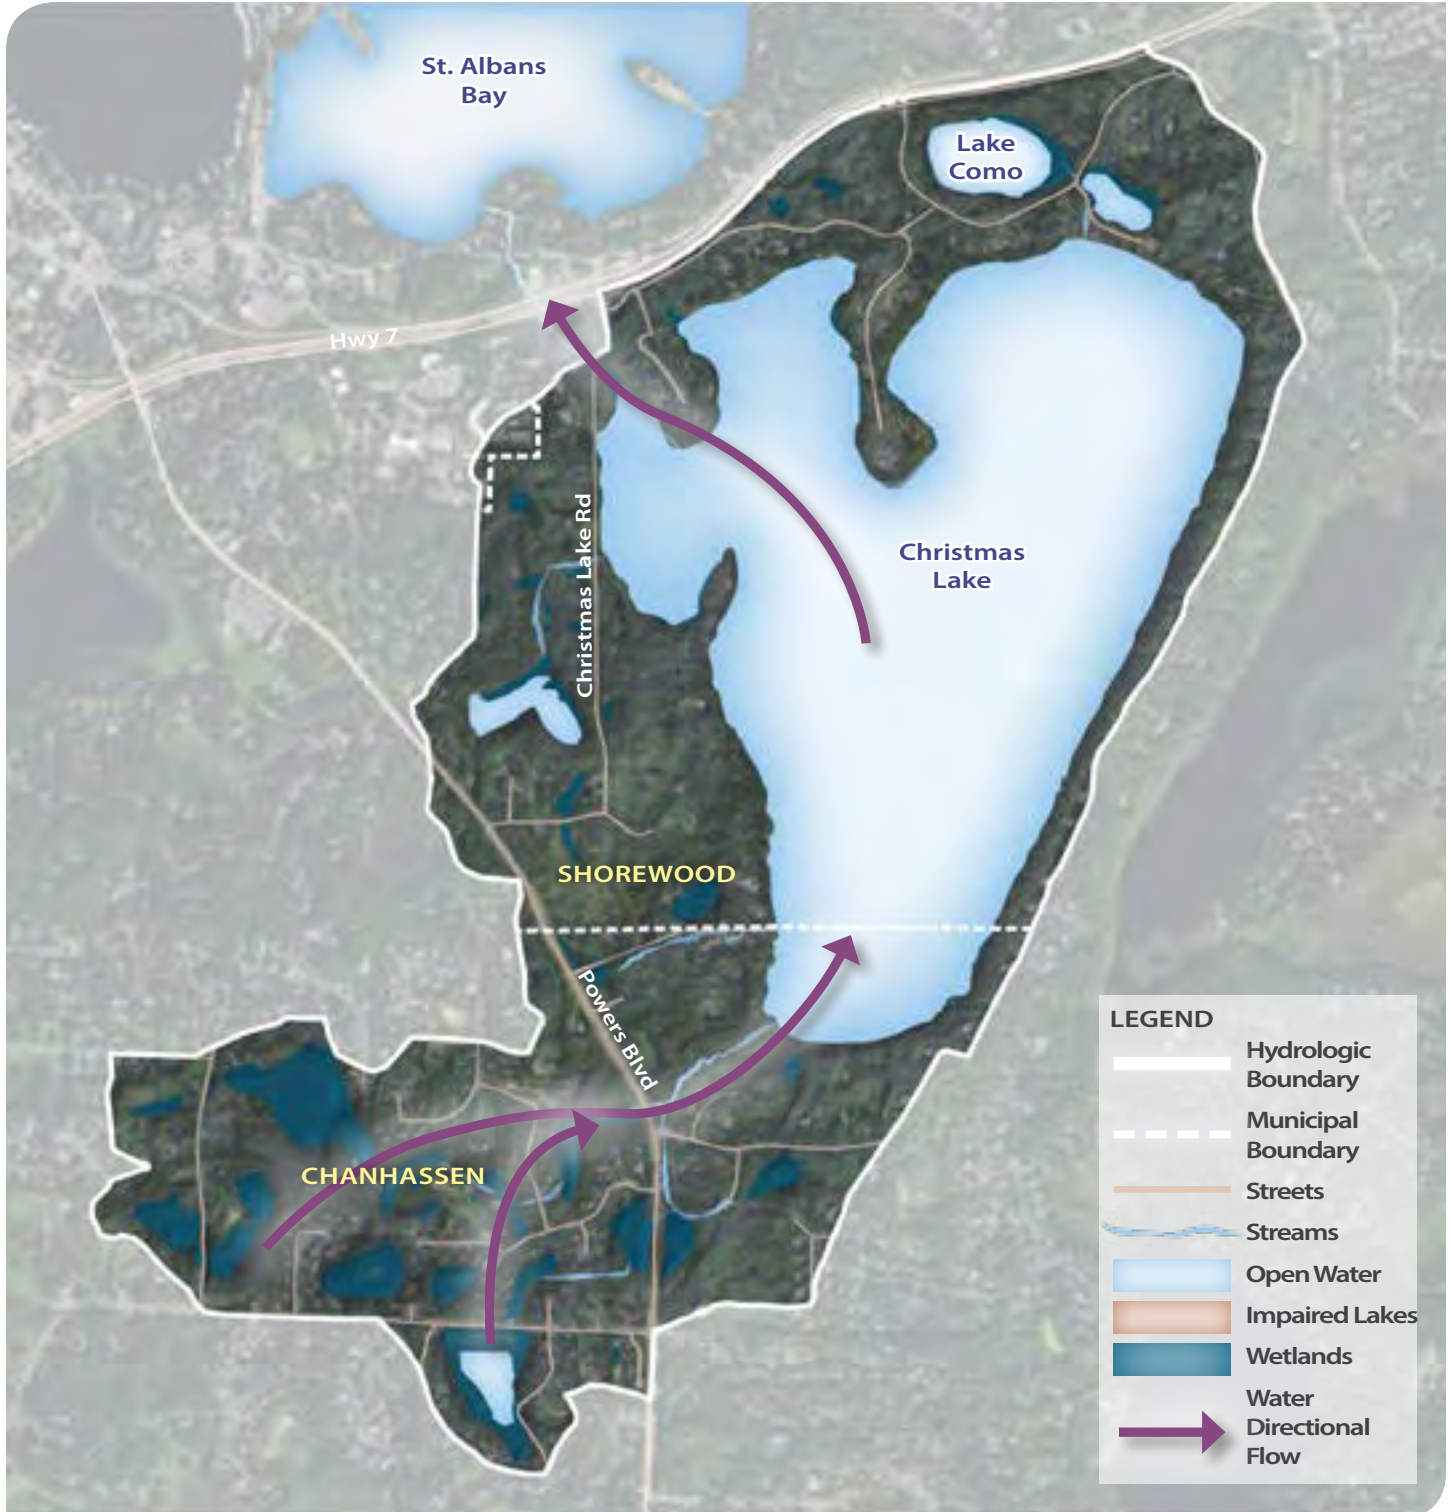 St. Albans
Bay
Lake
Como
Hwy 7
Christmas Lake Rd
Christmas
Lake
SHOREWOOD
Powers Blvd
CHANHASSEN
LEGEND
Hydrologic
Boundary
Municipal
Boundary
Streets
Streams
Open Water
Impaired Lakes
Wetlands
Water
Directional
Flow